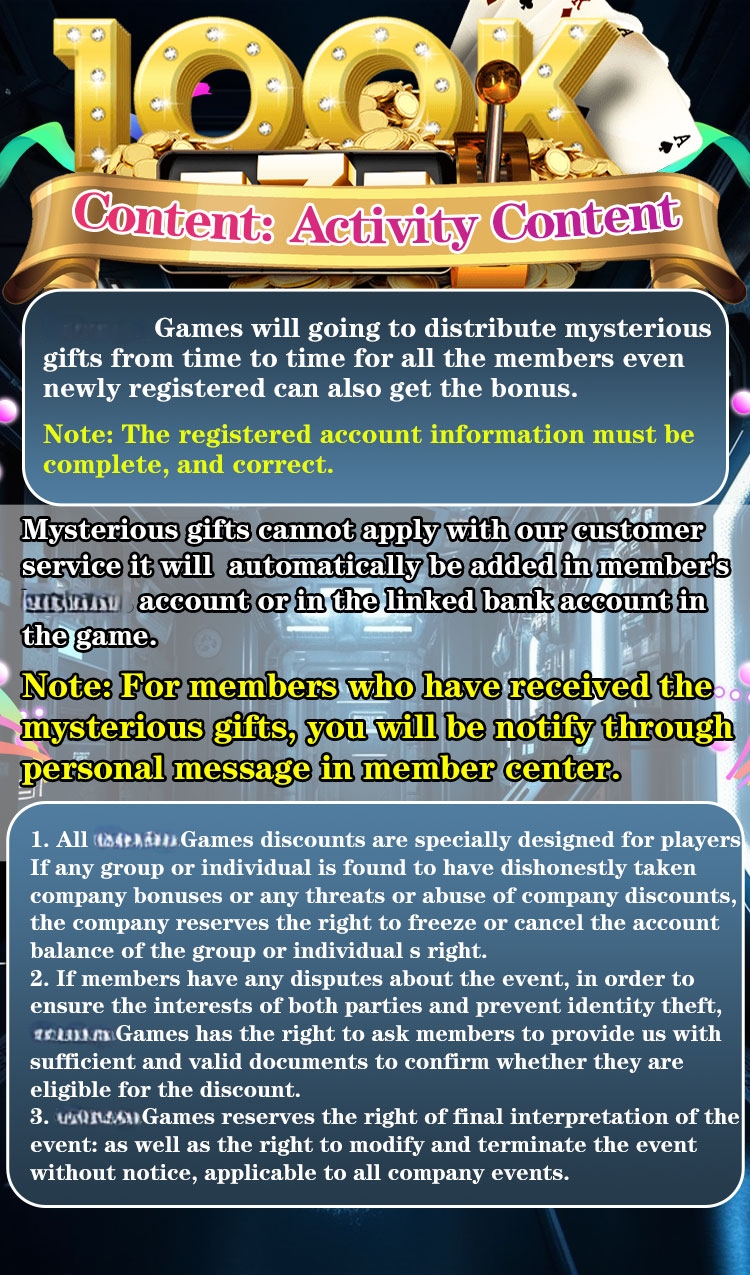 100K
Content: Activity Content
Games will going to distribute mysterious
gifts from time to time for all the members even
newly registered can also get the bonus.
Note: The registered account information must be
complete, and correct.
Mysterious gifts cannot apply with our customer
service it will automatically be added in member's
account or in the linked bank account in
the game.
Note: For members who have received the
mysterious gifts, you will be notify through
personal message in member center.
1. All Games discounts are specially designed for players
If any group or individual is found to have dishonestly taken
company bonuses or any threats or abuse of company discounts,
the company reserves the right to freeze or cancel the account
balance of the group or individual s right.
2. If members have any disputes about the event, in order to
ensure the interests of both parties and prevent identity theft,
Games has the right to ask members to provide us with
sufficient and valid documents to confirm whether they are
eligible for the discount.
3. Games reserves the right of final interpretation of the
event: as well as the right to modify and terminate the event
without notice, applicable to all company events.